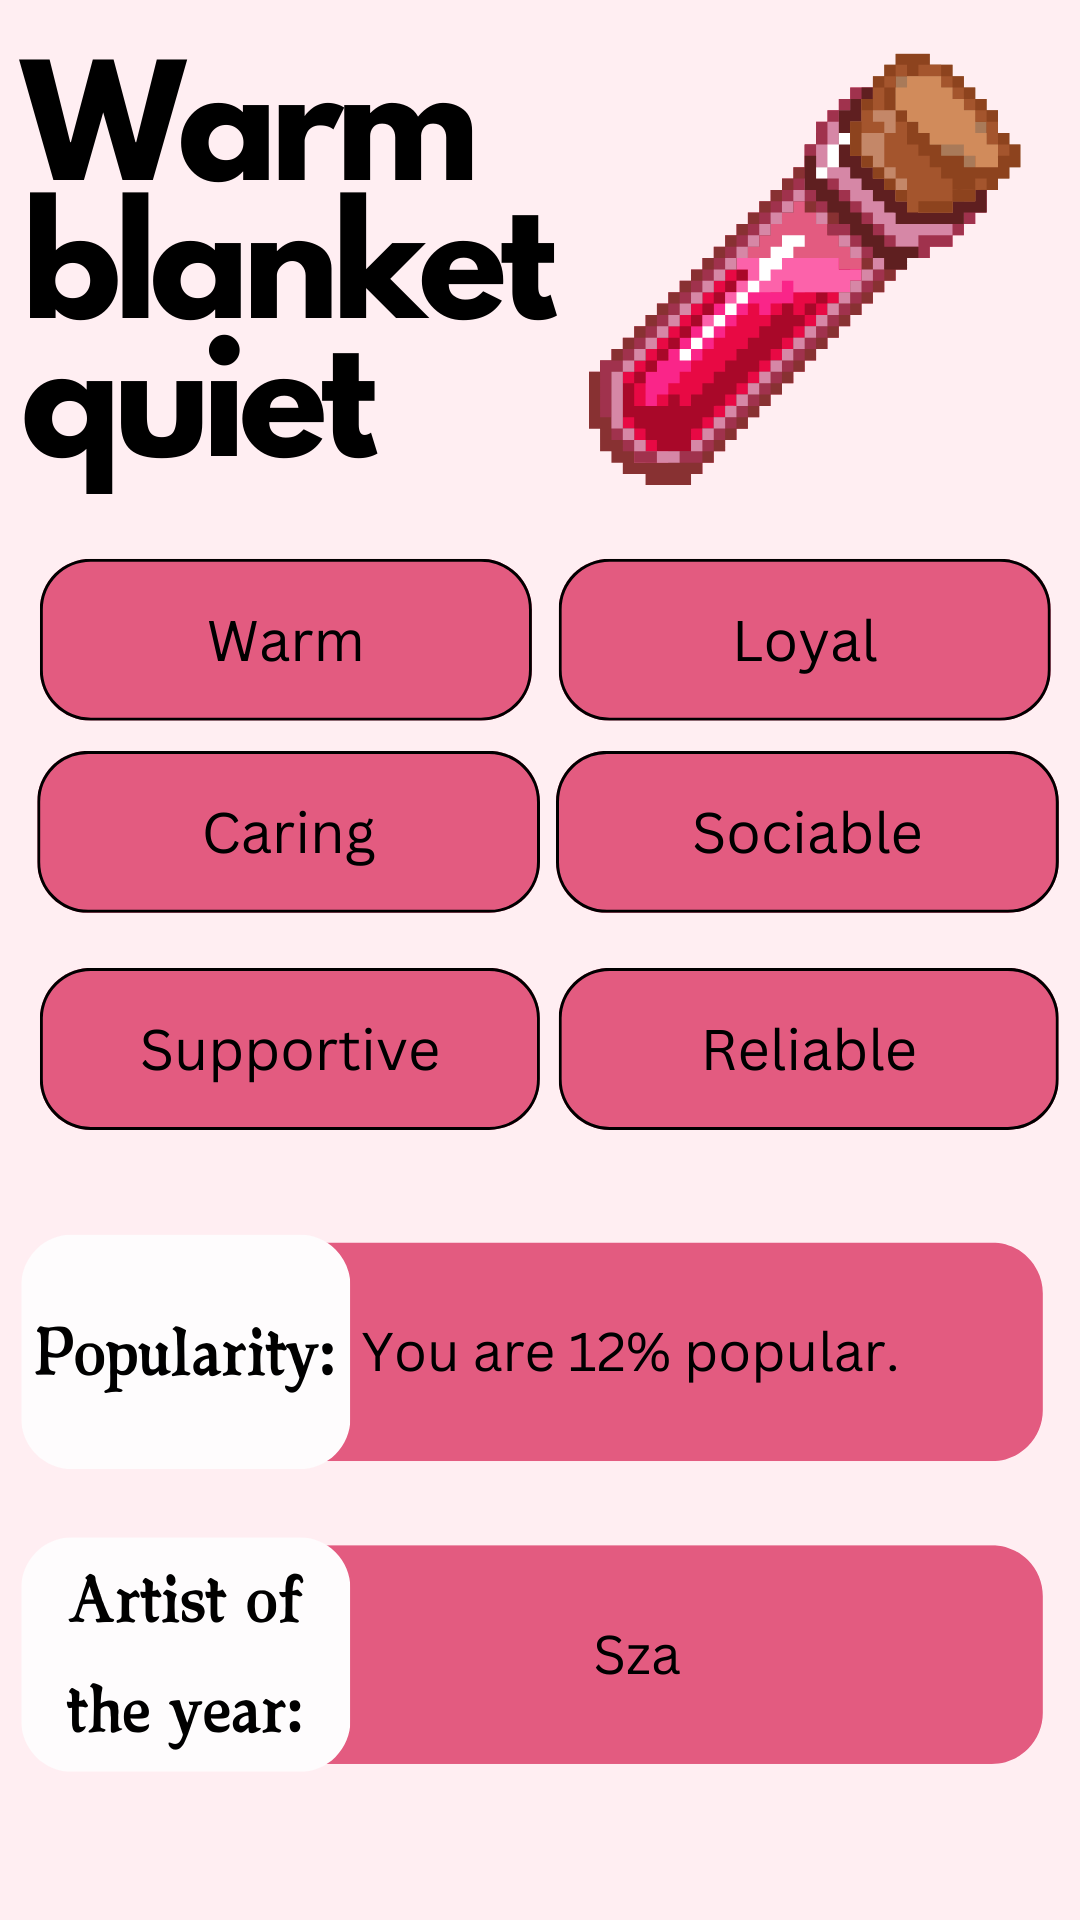 Warm
blanket
quiet
Warm
Loyal
Caring
Sociable
Supportive
Reliable
Popularity:
You are 12% popular.
Artist of
the year:
Sza